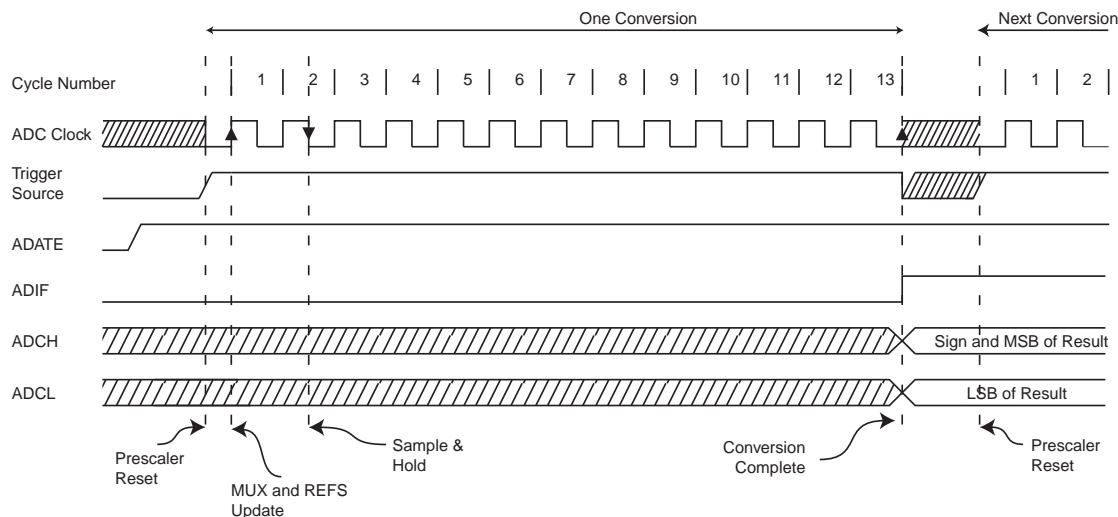 One Conversion
Next Conversion
Cycle Number
1 2 3 4 5 6 7 8 9 10 11 12 13 1 2
ADC Clock
Trigger
Source
ADATE
ADIF
ADCH
Sign and MSB of Result
ADCL
LSB of Result
Prescaler
Reset
MUX and REFS
Update
Sample &
Hold
Conversion
Complete
Prescaler
Reset